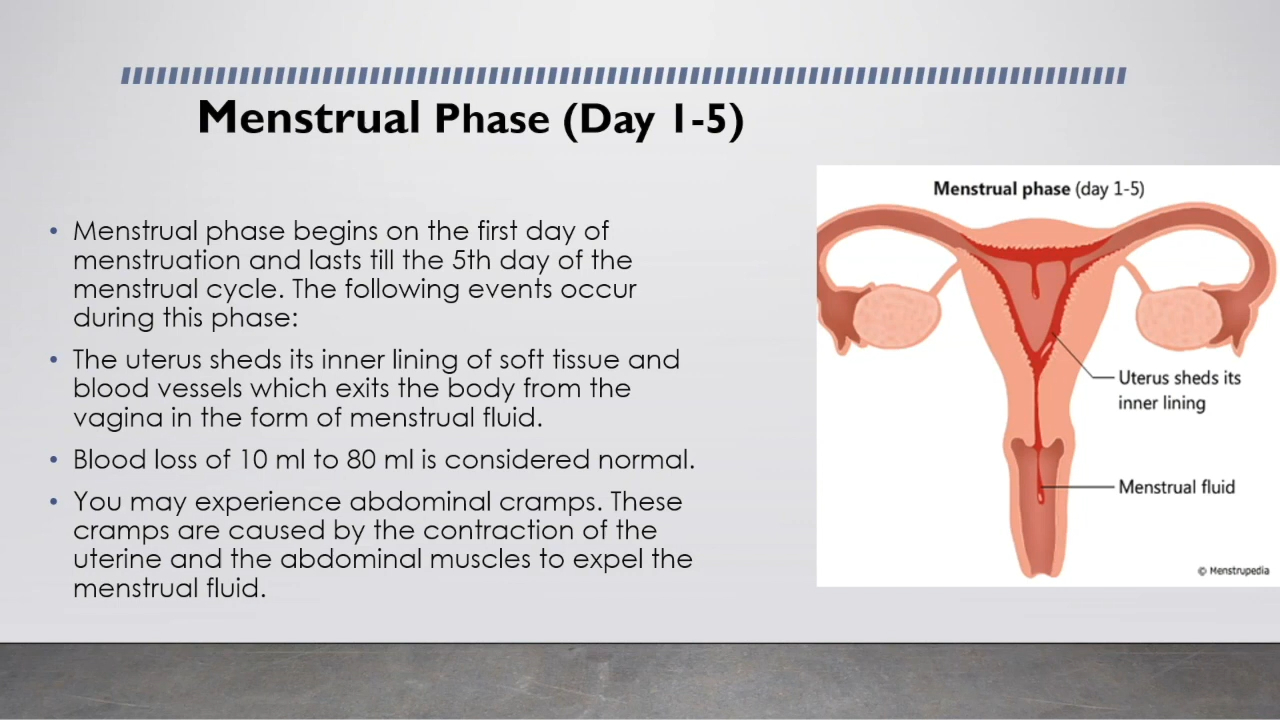 Menstrual Phase (Day 1-5)
• Menstrual phase begins on the first day of
menstruation and lasts till the 5th day of the
menstrual cycle. The following events occur
during this phase:
• The uterus sheds its inner lining of soft tissue and
blood vessels which exits the body from the
vagina in the form of menstrual fluid.
• Blood loss of 10 ml to 80 ml is considered normal.
• You may experience abdominal cramps. These
cramps are caused by the contraction of the
uterine and the abdominal muscles to expel the
menstrual fluid.
Menstrual phase (day 1-5)
Uterus sheds its
inner lining
Menstrual fluid
© Menstrupedia